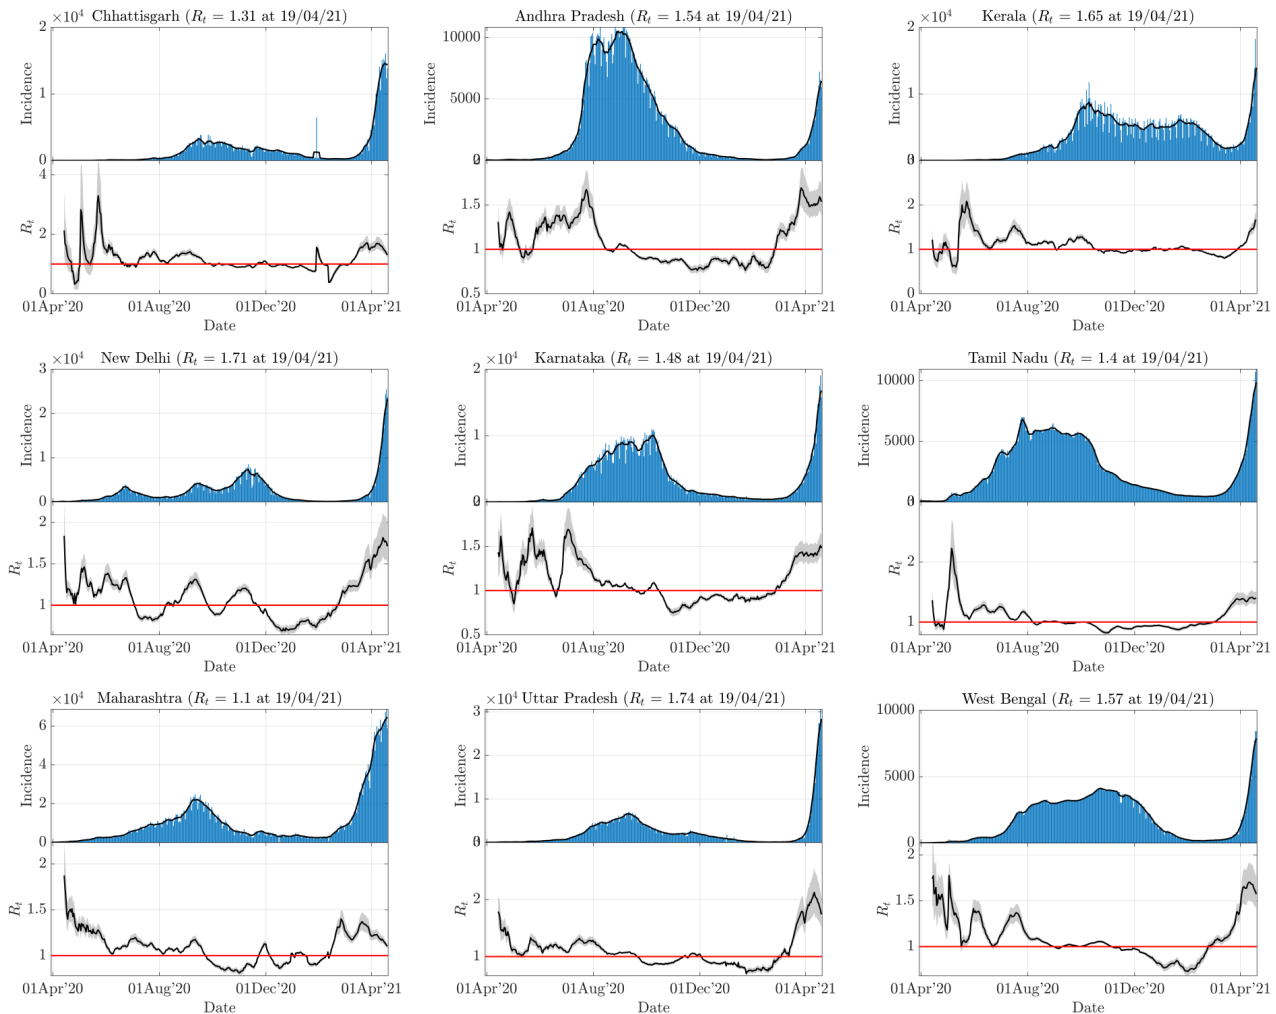 Chhattisgarh (Rt = 1.31 at 19/04/21)
×10⁴
2
1
0
Incidence
4
2
0
Rt
01Apr'20 01Aug'20 01Dec'20 01Apr'21
Date
Andhra Pradesh (Rt = 1.54 at 19/04/21)
10000
5000
Incidence
1.5
1
0.5
Rt
01Apr'20 01Aug'20 01Dec'20 01Apr'21
Date
Kerala (Rt = 1.65 at 19/04/21)
×10⁴
2
1
Incidence
2
1
0
Rt
01Apr'20 01Aug'20 01Dec'20 01Apr'21
Date
New Delhi (Rt = 1.71 at 19/04/21)
×10⁴
3
2
1
0
Incidence
2
1.5
1
Rt
01Apr'20 01Aug'20 01Dec'20 01Apr'21
Date
Karnataka (Rt = 1.48 at 19/04/21)
×10⁴
2
1
Incidence
1.5
1
0.5
Rt
01Apr'20 01Aug'20 01Dec'20 01Apr'21
Date
Tamil Nadu (Rt = 1.4 at 19/04/21)
10000
5000
Incidence
2
1
Rt
01Apr'20 01Aug'20 01Dec'20 01Apr'21
Date
Maharashtra (Rt = 1.1 at 19/04/21)
×10⁴
6
4
2
0
Incidence
2
1.5
1
Rt
01Apr'20 01Aug'20 01Dec'20 01Apr'21
Date
Uttar Pradesh (Rt = 1.74 at 19/04/21)
×10⁴
3
2
1
Incidence
2
1
Rt
01Apr'20 01Aug'20 01Dec'20 01Apr'21
Date
West Bengal (Rt = 1.57 at 19/04/21)
10000
5000
0
Incidence
2
1.5
1
Rt
01Apr'20 01Aug'20 01Dec'20 01Apr'21
Date